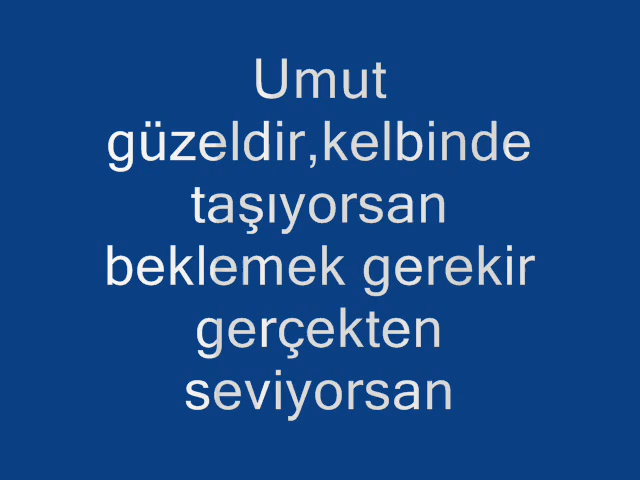 Umut
güzeldir,kelbinde
taşıyorsan
beklemek gerekir
gerçekten
seviyorsan